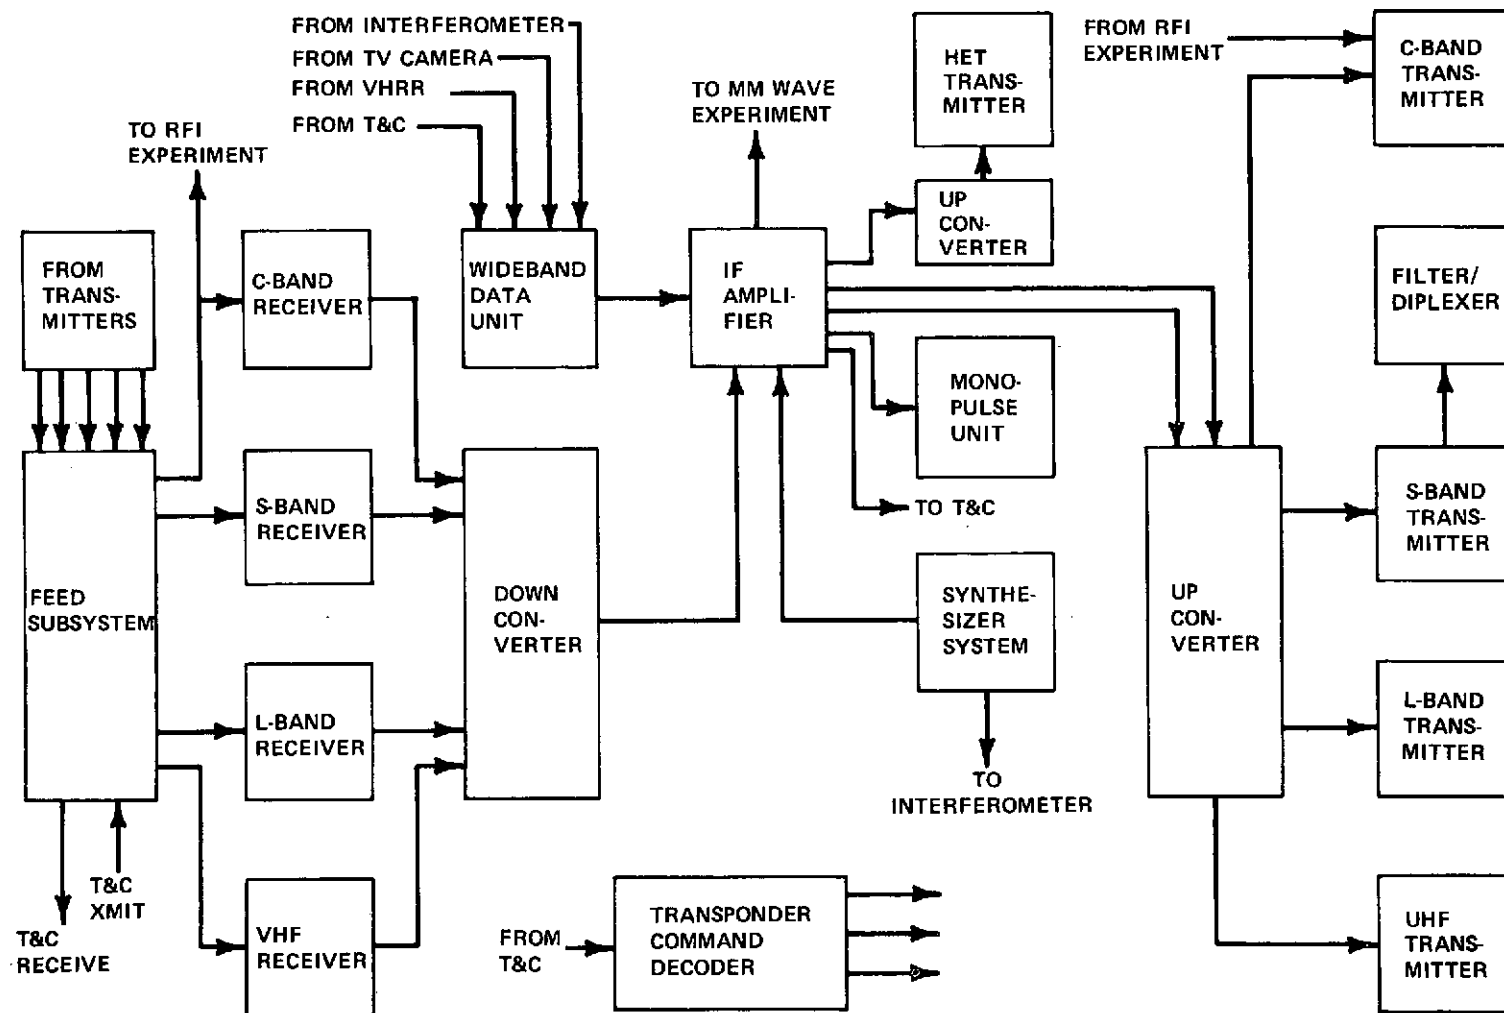 FROM INTERFEROMETER
FROM TV CAMERA
FROM VHRR
FROM T&C
TO RFI
EXPERIMENT
FROM
TRANS-
MITTERS
C-BAND
RECEIVER
WIDEBAND
DATA
UNIT
TO MM WAVE
EXPERIMENT
IF
AMPLI-
FIER
HET
TRANS-
MITTER
UP
CON-
VERTER
FROM RFI
EXPERIMENT
C-BAND
TRANS-
MITTER
FILTER/
DIPLEXER
MONO-
PULSE
UNIT
TO T&C
FEED
SUBSYSTEM
S-BAND
RECEIVER
DOWN
CON-
VERTER
SYNTHE-
SIZER
SYSTEM
TO
INTERFEROMETER
UP
CON-
VERTER
S-BAND
TRANS-
MITTER
L-BAND
RECEIVER
L-BAND
TRANS-
MITTER
T&C
XMIT
T&C
RECEIVE
VHF
RECEIVER
FROM
T&C
TRANSPONDER
COMMAND
DECODER
UHF
TRANS-
MITTER